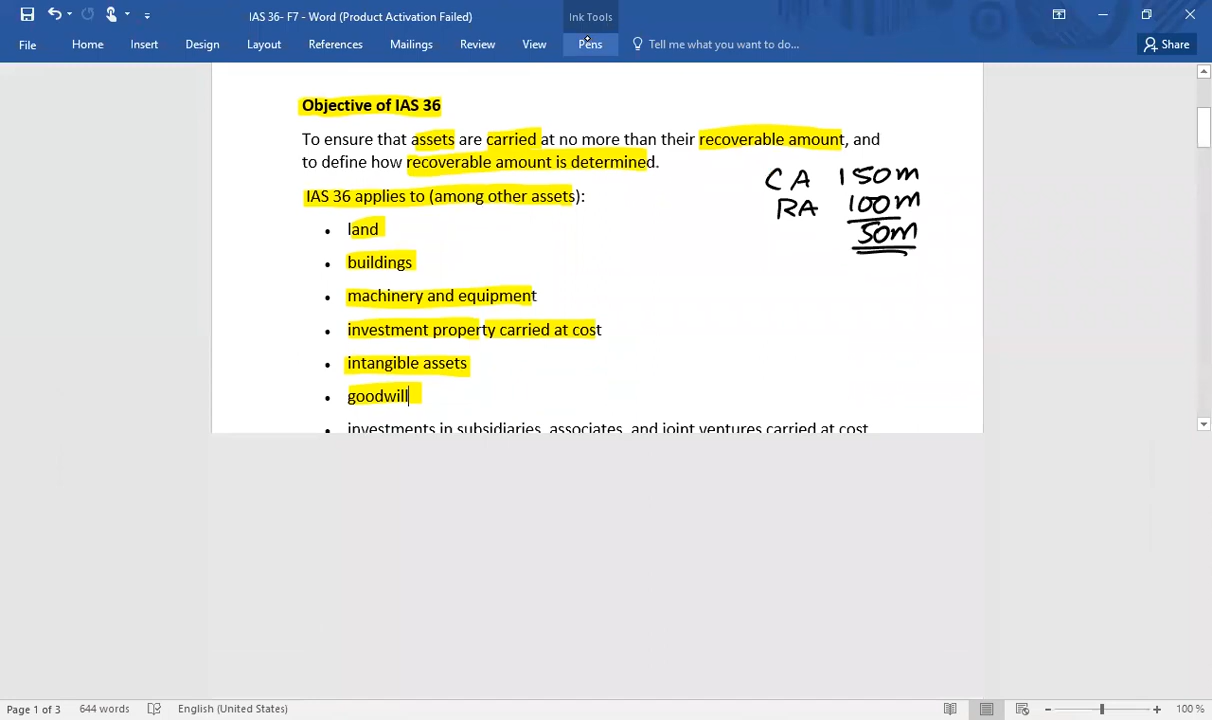 IAS 36- F7 - Word (Product Activation Failed)
Ink Tools
File Home Insert Design Layout References Mailings Review View Pens Tell me what you want to do... Share
Objective of IAS 36
To ensure that assets are carried at no more than their recoverable amount, and
to define how recoverable amount is determined.
CA 150m
IAS 36 applies to (among other assets):
RA 100m
• land
50m
• buildings
• machinery and equipment
• investment property carried at cost
• intangible assets
• goodwill
• investments in subsidiaries, associates, and joint ventures carried at cost
Page 1 of 3 644 words English (United States) 100 %